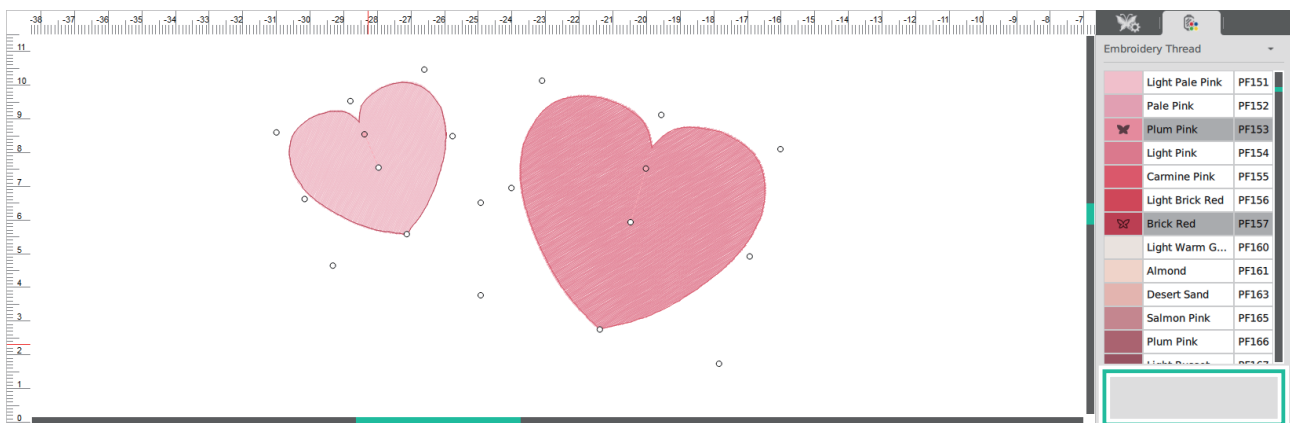 -38 -37 -36 -35 -34 -33 -32 -31 -30 -29 -28 -27 -26 -25 -24 -23 -22 -21 -20 -19 -18 -17 -16 -15 -14 -13 -12 -11 -10 -9 -8 -7
Embroidery Thread
11
10
9
8
7
6
5
4
3
2
1
0
Light Pale Pink PF151
Pale Pink PF152
Plum Pink PF153
Light Pink PF154
Carmine Pink PF155
Light Brick Red PF156
Brick Red PF157
Light Warm G... PF160
Almond PF161
Desert Sand PF163
Salmon Pink PF165
Plum Pink PF166